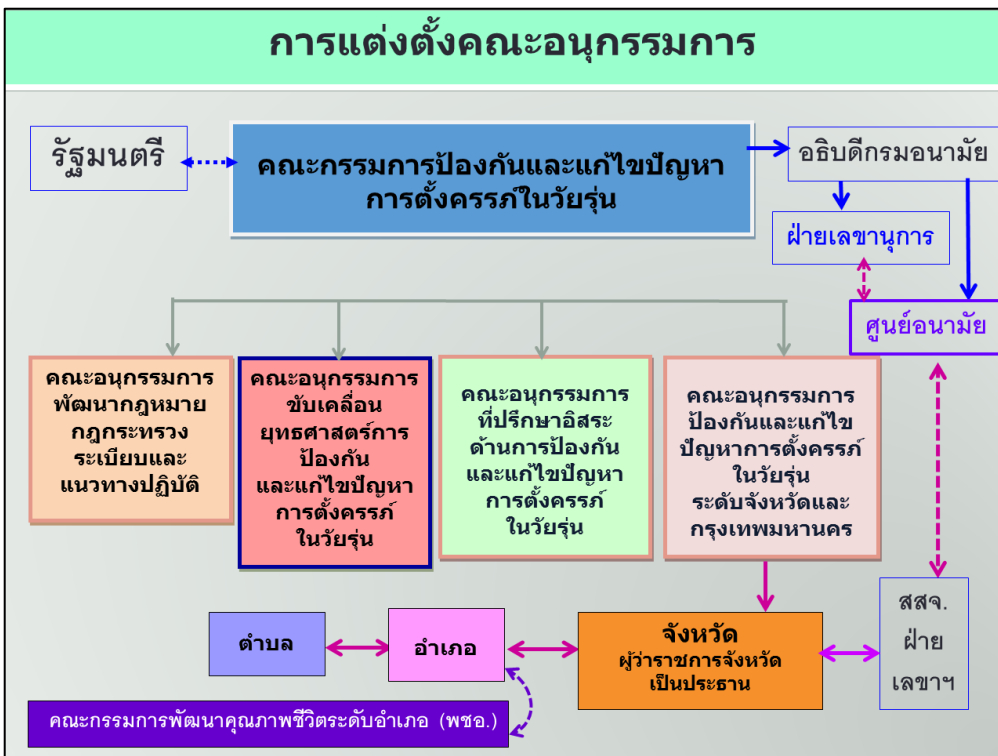 การแต่งตั้งคณะอนุกรรมการ
รัฐมนตรี
คณะกรรมการป้องกันและแก้ไขปัญหา
การตั้งครรภ์ในวัยรุ่น
อธิบดีกรมอนามัย
ฝ่ายเลขานุการ
ศูนย์อนามัย
คณะอนุกรรมการ
พัฒนากฎหมาย
กฎกระทรวง
ระเบียบและ
แนวทางปฏิบัติ
คณะอนุกรรมการ
ขับเคลื่อน
ยุทธศาสตร์การ
ป้องกัน
และแก้ไขปัญหา
การตั้งครรภ์
ในวัยรุ่น
คณะอนุกรรมการ
ที่ปรึกษาอิสระ
ด้านการป้องกัน
และแก้ไขปัญหา
การตั้งครรภ์
ในวัยรุ่น
คณะอนุกรรมการ
ป้องกันและแก้ไข
ปัญหาการตั้งครรภ์
ในวัยรุ่น
ระดับจังหวัดและ
กรุงเทพมหานคร
ตำบล
อำเภอ
จังหวัด
ผู้ว่าราชการจังหวัด
เป็นประธาน
สสจ.
ฝ่าย
เลขาฯ
คณะกรรมการพัฒนาคุณภาพชีวิตระดับอำเภอ (พชอ.)